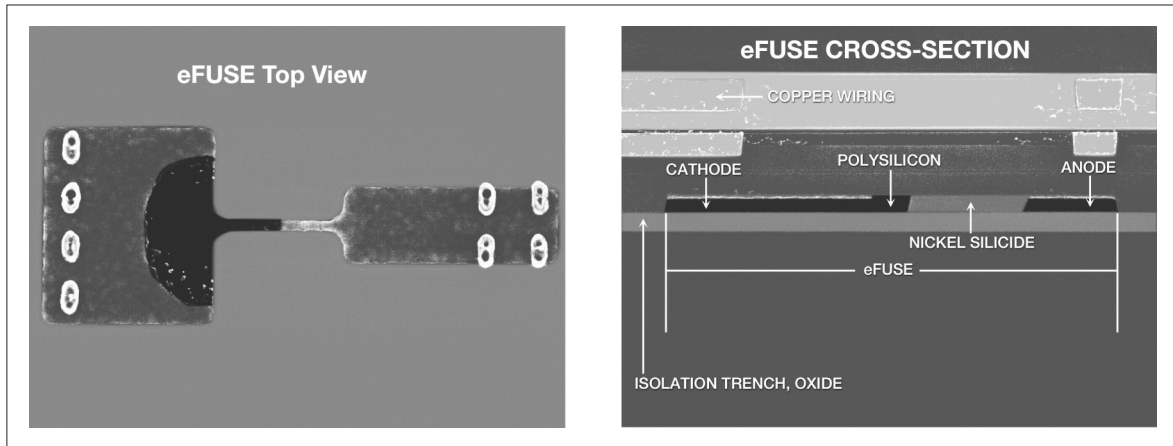 eFUSE Top View
eFUSE CROSS-SECTION
COPPER WIRING
CATHODE
POLYSILICON
ANODE
NICKEL SILICIDE
eFUSE
ISOLATION TRENCH, OXIDE